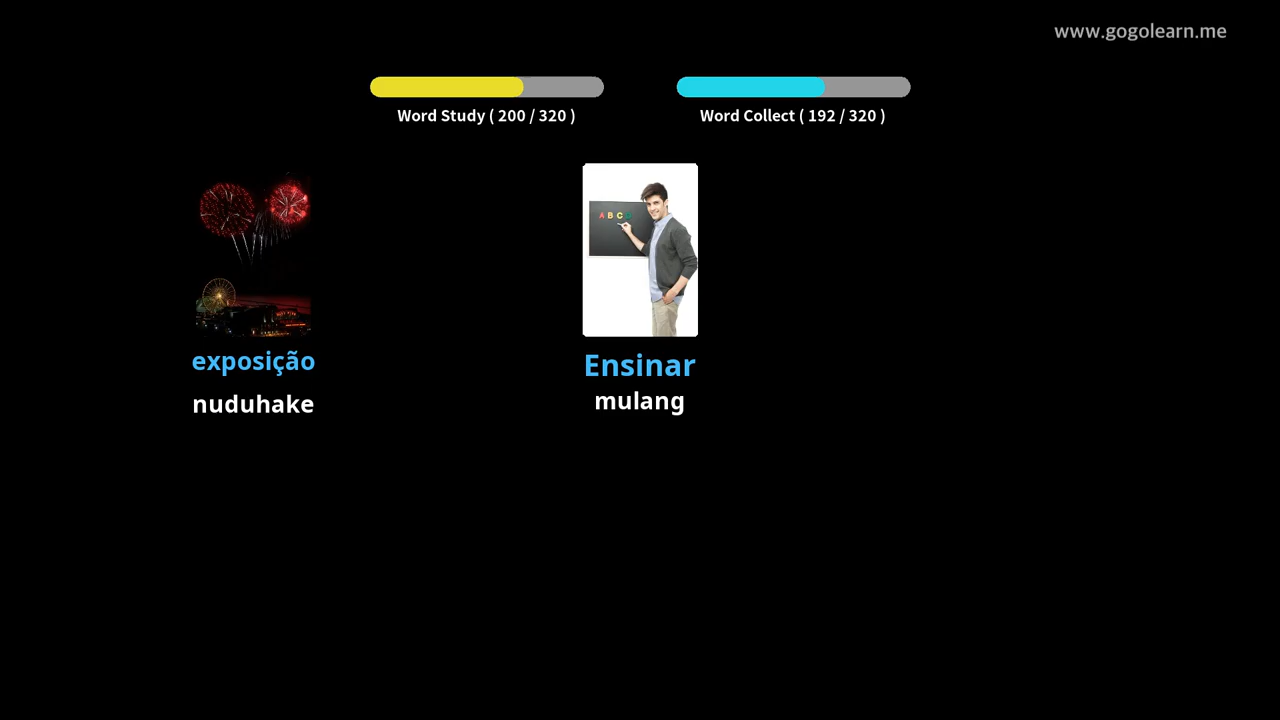 www.gogolearn.me
Word Study ( 200 / 320 )
Word Collect ( 192 / 320 )
A B C D
exposição
nuduhake
Ensinar
mulang